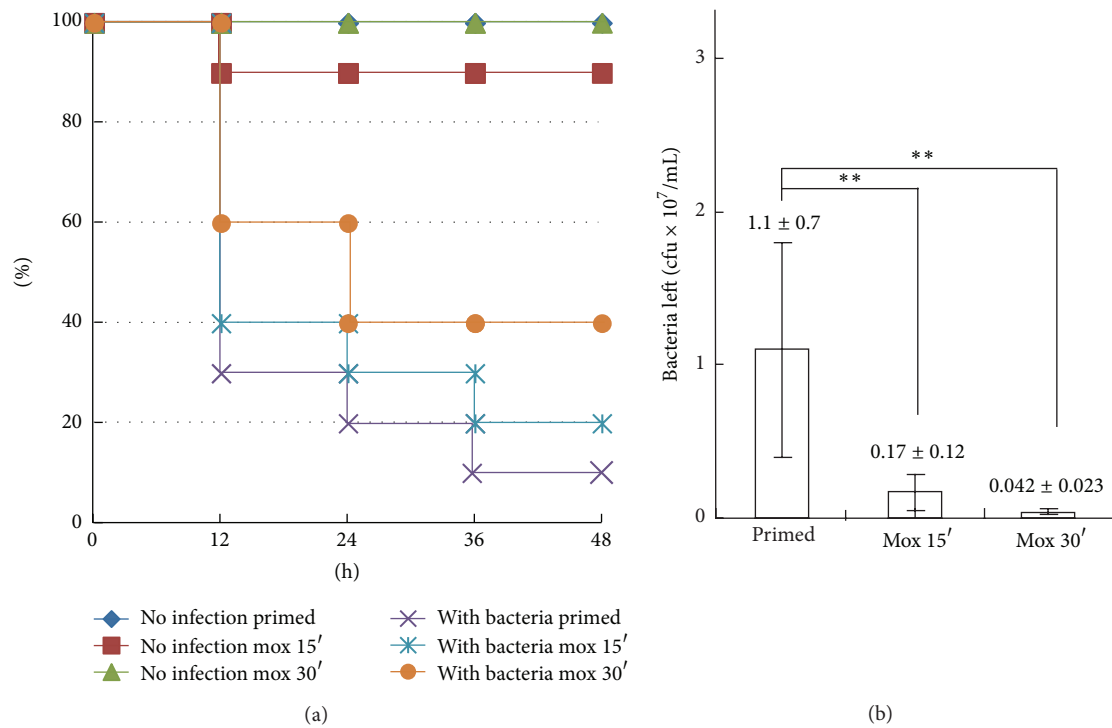 100
80
60
40
20
0
(%)
0 12 24 36 48
(h)
No infection primed
No infection mox 15′
No infection mox 30′
With bacteria primed
With bacteria mox 15′
With bacteria mox 30′
(a)
3
2
1
0
Bacteria left (cfu × 10⁷/mL)
**
**
1.1 ± 0.7
0.17 ± 0.12
0.042 ± 0.023
Primed Mox 15′ Mox 30′
(b)